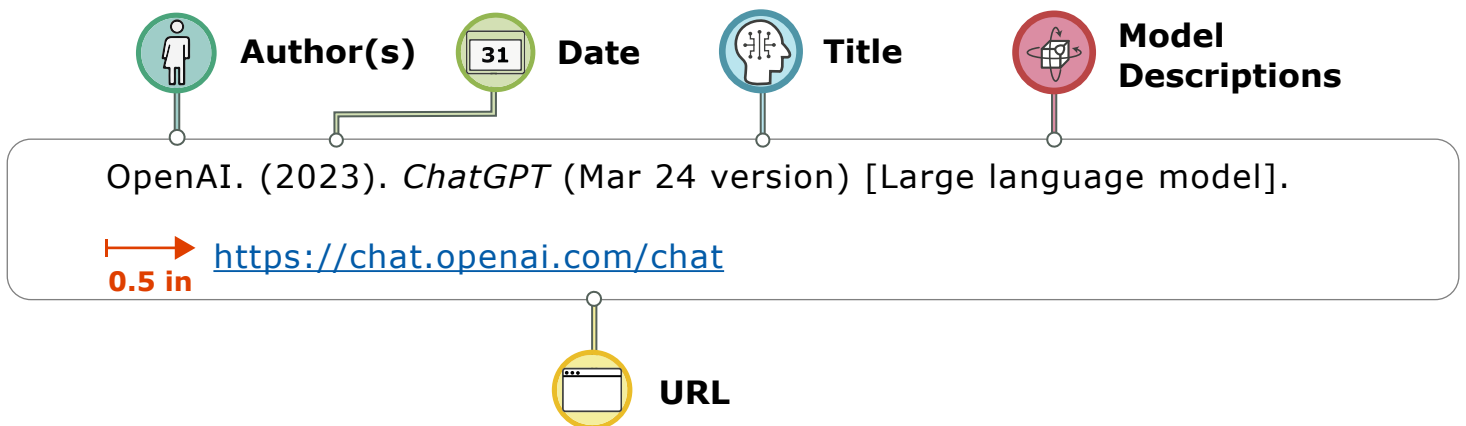 Author(s)
31
Date
Title
Model
Descriptions
OpenAI. (2023). ChatGPT (Mar 24 version) [Large language model].
https://chat.openai.com/chat
0.5 in
URL